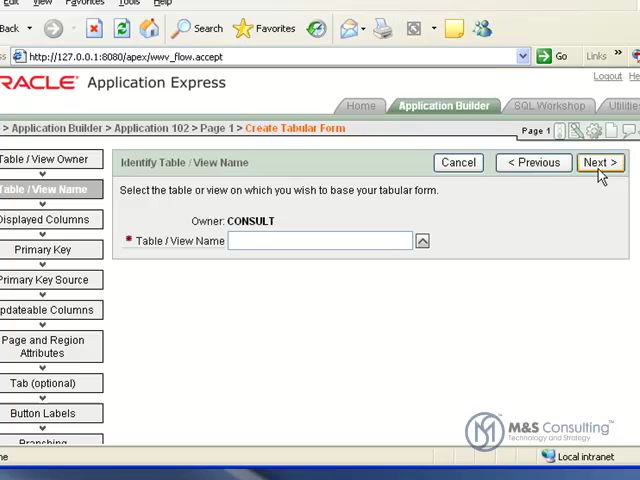 File Edit View Favorites Tools Help
Back Search Favorites
http://127.0.0.1:8080/apex/wwv_flow.accept Go Links »
ORACLE Application Express
Logout He
Home Application Builder SQL Workshop Utilities
> Application Builder > Application 102 > Page 1 > Create Tabular Form Page 1
Table / View Owner
Table / View Name
Displayed Columns
Primary Key
Primary Key Source
Updateable Columns
Page and Region
Attributes
Tab (optional)
Button Labels
Branching
Identify Table / View Name Cancel < Previous Next >
Select the table or view on which you wish to base your tabular form.
Owner: CONSULT
* Table / View Name
M&S Consulting
Technology and Strategy
Local intranet